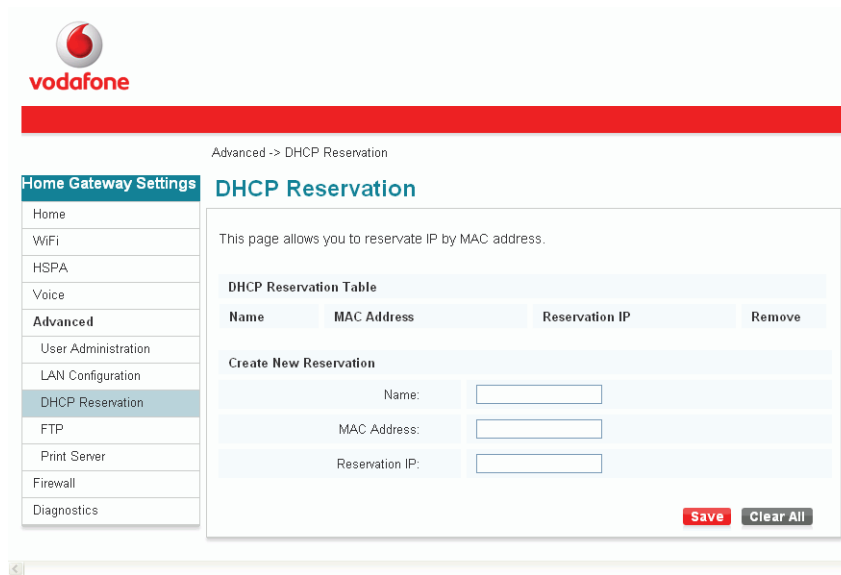 vodafone
Advanced -> DHCP Reservation
Home Gateway Settings
Home
WiFi
HSPA
Voice
Advanced
User Administration
LAN Configuration
DHCP Reservation
FTP
Print Server
Firewall
Diagnostics
DHCP Reservation
This page allows you to reservate IP by MAC address.
DHCP Reservation Table
Name MAC Address Reservation IP Remove
Create New Reservation
Name:
MAC Address:
Reservation IP:
Save Clear All